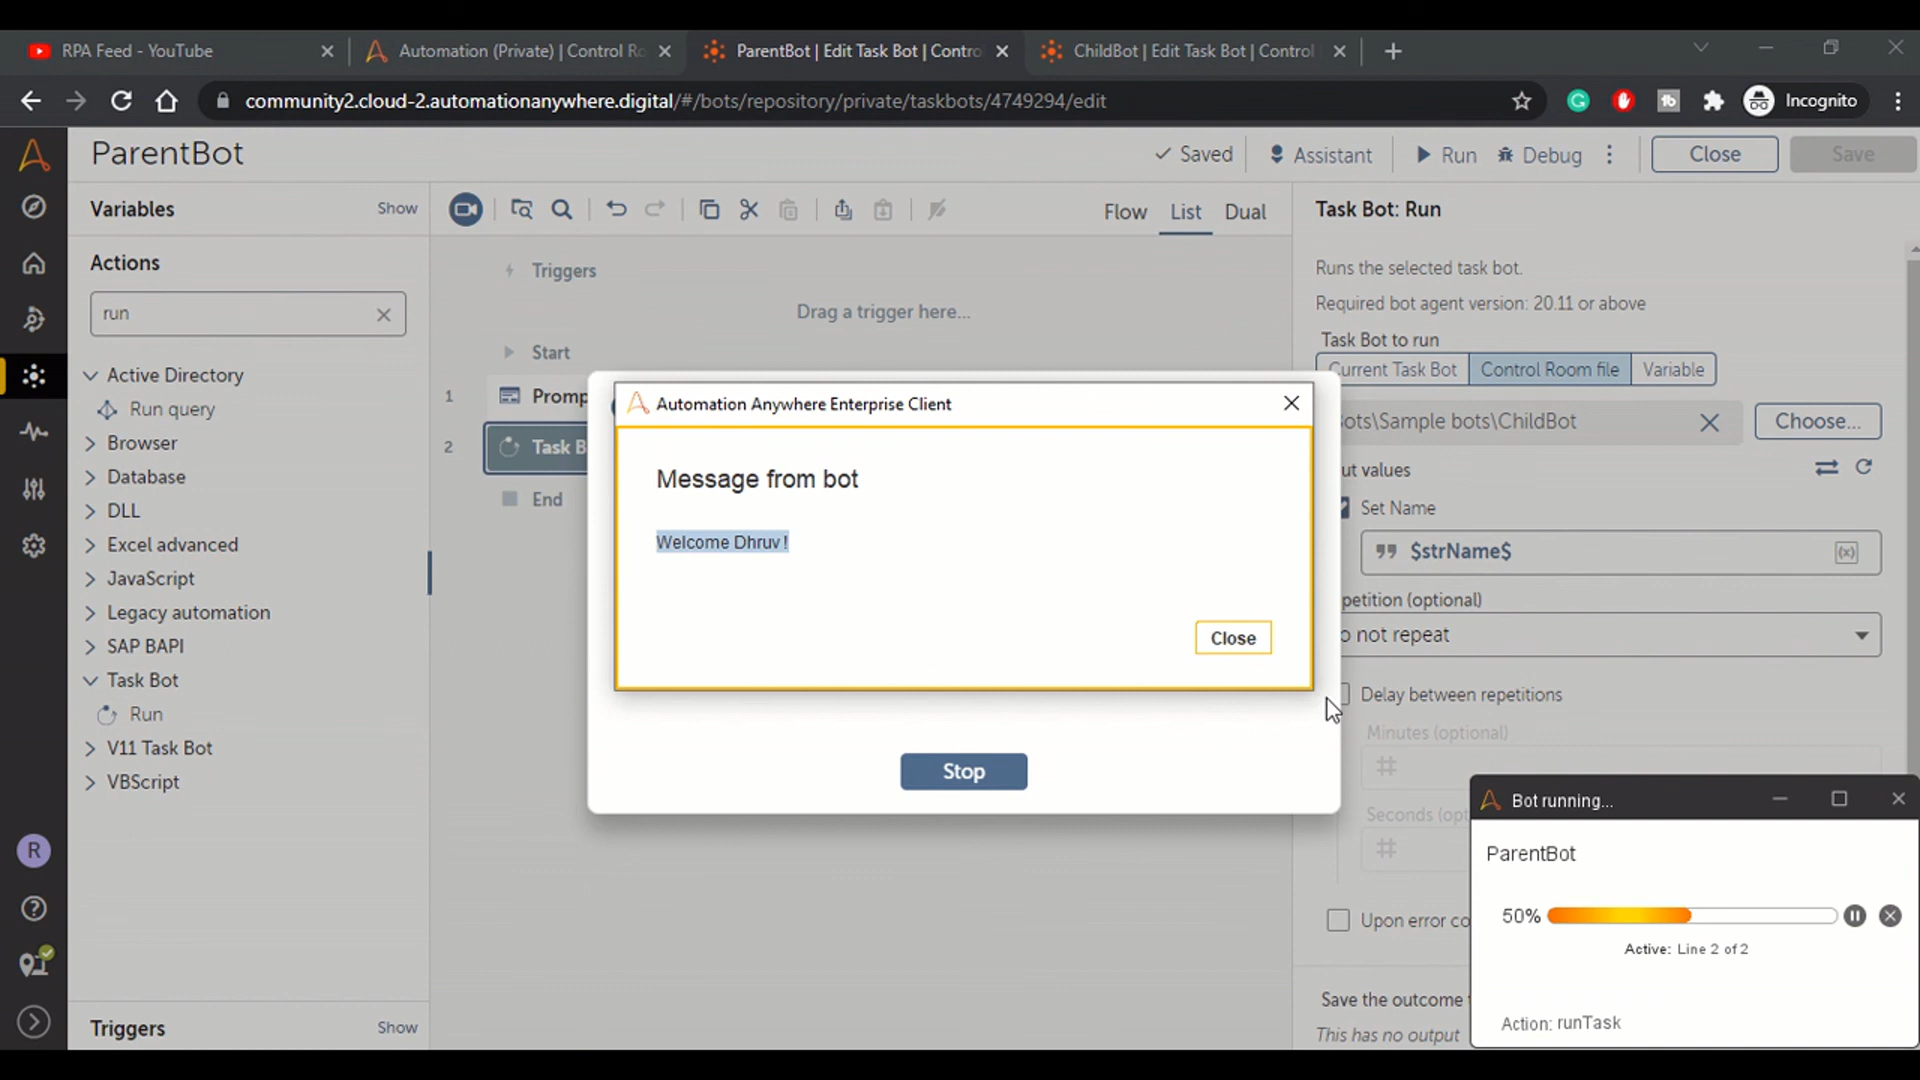 RPA Feed - YouTube
Automation (Private) | Control Ro
ParentBot | Edit Task Bot | Contro
ChildBot | Edit Task Bot | Control
community2.cloud-2.automationanywhere.digital/#/bots/repository/private/taskbots/4749294/edit
Incognito
ParentBot
Saved
Assistant
Run
Debug
Close
Save
Variables
Show
Flow
List
Dual
Task Bot: Run
Actions
run
Active Directory
Run query
Browser
Database
DLL
Excel advanced
JavaScript
Legacy automation
SAP BAPI
Task Bot
Run
V11 Task Bot
VBScript
Triggers
Show
R
Triggers
Drag a trigger here...
Start
1
Promp
2
Task B
End
Automation Anywhere Enterprise Client
Message from bot
Welcome Dhruv !
Close
Stop
Runs the selected task bot.
Required bot agent version: 20.11 or above
Task Bot to run
Current Task Bot
Control Room file
Variable
ots\Sample bots\ChildBot
Choose...
ut values
Set Name
$strName$
(x)
petition (optional)
o not repeat
Delay between repetitions
Minutes (optional)
Seconds (opt
Upon error co
Save the outcome
This has no output
Bot running...
ParentBot
50%
Active: Line 2 of 2
Action: runTask